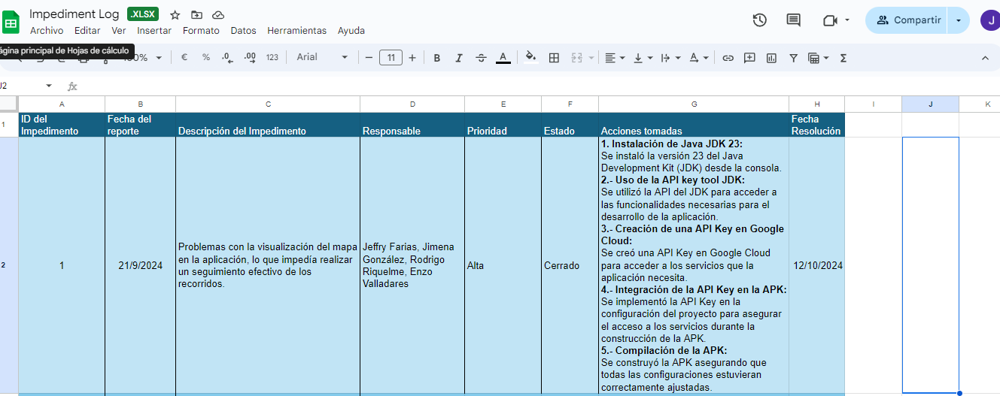 Impediment Log .XLSX
Archivo Editar Ver Insertar Formato Datos Herramientas Ayuda
Compartir
J
ágina principal de Hojas de cálculo
€ % .0 .00 123 Arial 11 B I A
J2 fx
A B C D E F G H I J K
1
ID del Impedimento
Fecha del reporte
Descripción del Impedimento
Responsable
Prioridad
Estado
Acciones tomadas
Fecha Resolución
2
1
21/9/2024
Problemas con la visualización del mapa
en la aplicación, lo que impedía realizar
un seguimiento efectivo de los
recorridos.
Jeffry Farias, Jimena
González, Rodrigo
Riquelme, Enzo
Valladares
Alta
Cerrado
1. Instalación de Java JDK 23:
Se instaló la versión 23 del Java
Development Kit (JDK) desde la consola.
2.- Uso de la API key tool JDK:
Se utilizó la API del JDK para acceder a
las funcionalidades necesarias para el
desarrollo de la aplicación.
3.- Creación de una API Key en Google
Cloud:
Se creó una API Key en Google Cloud
para acceder a los servicios que la
aplicación necesita.
4.- Integración de la API Key en la APK:
Se implementó la API Key en la
configuración del proyecto para asegurar
el acceso a los servicios durante la
construcción de la APK.
5.- Compilación de la APK:
Se construyó la APK asegurando que
todas las configuraciones estuvieran
correctamente ajustadas.
12/10/2024